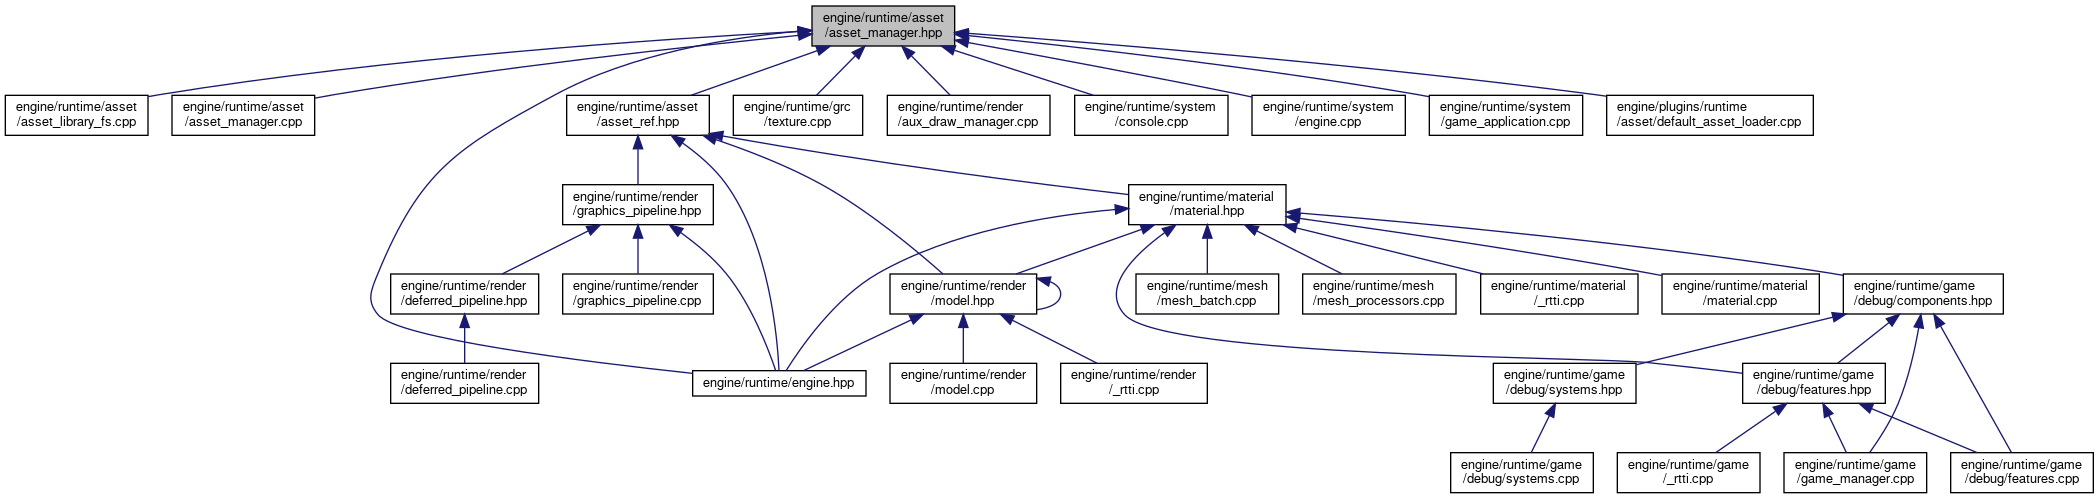 engine/runtime/asset
/asset_manager.hpp
engine/runtime/asset
/asset_library_fs.cpp
engine/runtime/asset
/asset_manager.cpp
engine/runtime/asset
/asset_ref.hpp
engine/runtime/grc
/texture.cpp
engine/runtime/render
/aux_draw_manager.cpp
engine/runtime/system
/console.cpp
engine/runtime/system
/engine.cpp
engine/runtime/system
/game_application.cpp
engine/plugins/runtime
/asset/default_asset_loader.cpp
engine/runtime/render
/graphics_pipeline.hpp
engine/runtime/material
/material.hpp
engine/runtime/render
/deferred_pipeline.hpp
engine/runtime/render
/graphics_pipeline.cpp
engine/runtime/render
/model.hpp
engine/runtime/mesh
/mesh_batch.cpp
engine/runtime/mesh
/mesh_processors.cpp
engine/runtime/material
/_rtti.cpp
engine/runtime/material
/material.cpp
engine/runtime/game
/debug/components.hpp
engine/runtime/render
/deferred_pipeline.cpp
engine/runtime/engine.hpp
engine/runtime/render
/model.cpp
engine/runtime/render
/_rtti.cpp
engine/runtime/game
/debug/systems.hpp
engine/runtime/game
/debug/features.hpp
engine/runtime/game
/debug/systems.cpp
engine/runtime/game
/_rtti.cpp
engine/runtime/game
/game_manager.cpp
engine/runtime/game
/debug/features.cpp